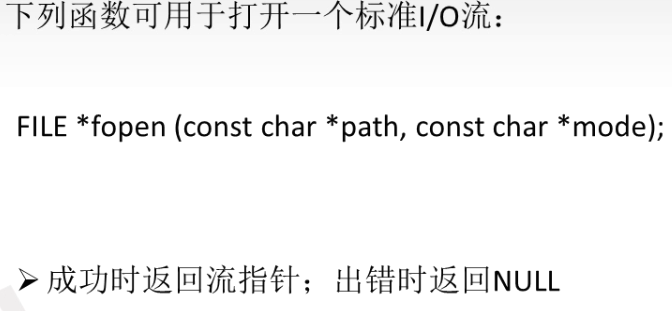 下列函数可用于打开一个标准I/O流：
FILE *fopen (const char *path, const char *mode);
➢ 成功时返回流指针；出错时返回NULL